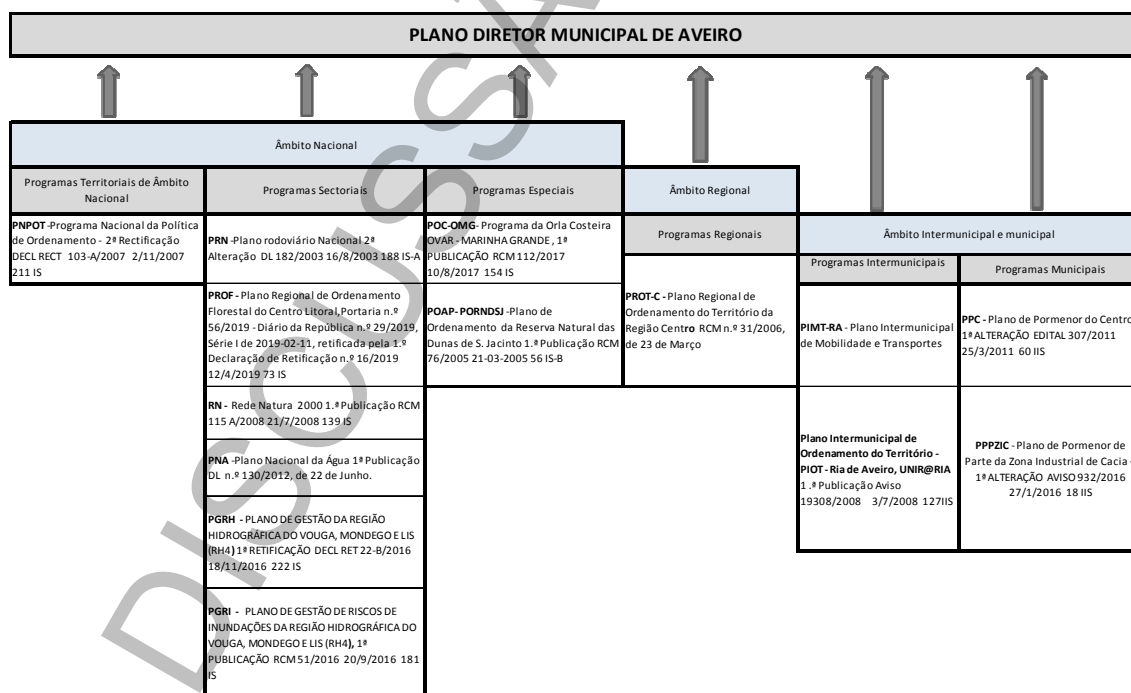 PLANO DIRETOR MUNICIPAL DE AVEIRO
Âmbito Nacional
Programas Territoriais de Âmbito
Nacional
Programas Sectoriais
Programas Especiais
Âmbito Regional
PNPOT -Programa Nacional da Política
de Ordenamento - 2ª Rectificação
DECL RECT 103-A/2007 2/11/2007
211 IS
PRN -Plano rodoviário Nacional 2ª
Alteração DL 182/2003 16/8/2003 188 IS-A
POC-OMG- Programa da Orla Costeira
OVAR - MARINHA GRANDE , 1ª
PUBLICAÇÃO RCM 112/2017
10/8/2017 154 IS
Programas Regionais
Âmbito Intermunicipal e municipal
Programas Intermunicipais
Programas Municipais
PROF - Plano Regional de Ordenamento
Florestal do Centro Litoral,Portaria n.º
56/2019 - Diário da República n.º 29/2019,
Série I de 2019-02-11, retificada pela 1.ª
Declaração de Retificação n.º 16/2019
12/4/2019 73 IS
POAP- PORNDSJ -Plano de
Ordenamento da Reserva Natural das
Dunas de S. Jacinto 1.ª Publicação RCM
76/2005 21-03-2005 56 IS-B
PROT-C - Plano Regional de
Ordenamento do Território da
Região Centro RCM n.º 31/2006,
de 23 de Março
PIMT-RA - Plano Intermunicipal
de Mobilidade e Transportes
PPC - Plano de Pormenor do Centro
1ª ALTERAÇÃO EDITAL 307/2011
25/3/2011 60 IIS
RN - Rede Natura 2000 1.ª Publicação RCM
115 A/2008 21/7/2008 139 IS
PNA -Plano Nacional da Água 1ª Publicação
DL n.º 130/2012, de 22 de Junho.
Plano Intermunicipal de
Ordenamento do Território -
PIOT - Ria de Aveiro, UNIR@RIA
1 .ª Publicação Aviso
19308/2008 3/7/2008 127IIS
PPPZIC - Plano de Pormenor de
Parte da Zona Industrial de Cacia -
1ª ALTERAÇÃO AVISO 932/2016
27/1/2016 18 IIS
PGRH - PLANO DE GESTÃO DA REGIÃO
HIDROGRÁFICA DO VOUGA, MONDEGO E LIS
(RH4) 1ª RETIFICAÇÃO DECL RET 22-B/2016
18/11/2016 222 IS
PGRI - PLANO DE GESTÃO DE RISCOS DE
INUNDAÇÕES DA REGIÃO HIDROGRÁFICA DO
VOUGA, MONDEGO E LIS (RH4), 1ª
PUBLICAÇÃO RCM 51/2016 20/9/2016 181
IS